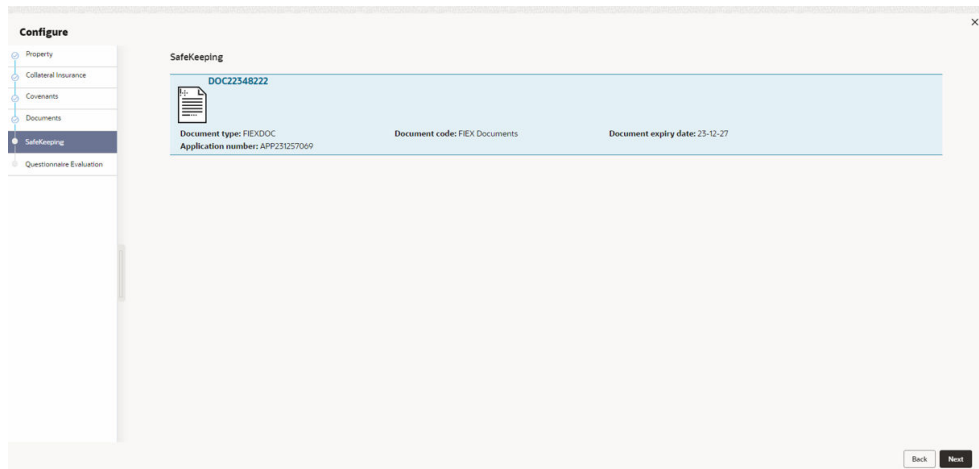 Configure
Property
Collateral Insurance
Covenants
Documents
SafeKeeping
Questionnaire Evaluation
SafeKeeping
DOC22348222
Document type: FIEXDOC Document code: FIEX Documents Document expiry date: 23-12-27
Application number: APP231257069
Back Next